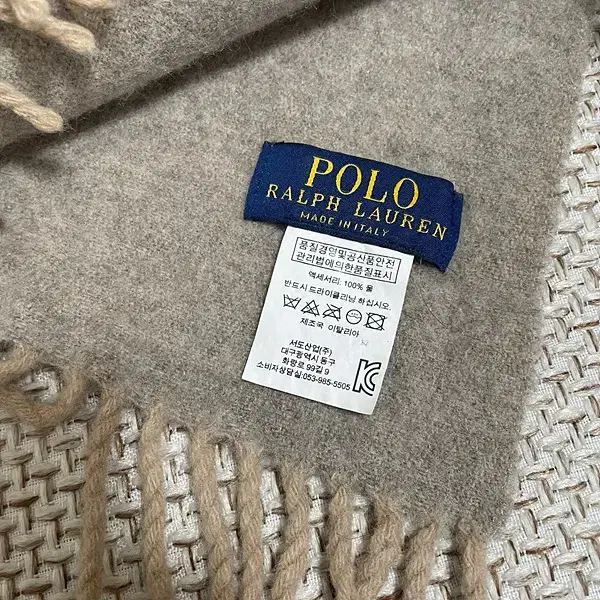 POLO
RALPH LAUREN
MADE IN ITALY
품질경영및공산품안전
관리법에의한품질표시
액세서리: 100% 울
반드시 드라이클리닝 하십시오
제조국 이탈리아
서도산업(주)
대구광역시 동구
화랑로 99길 9
소비자상담실:053-985-5505